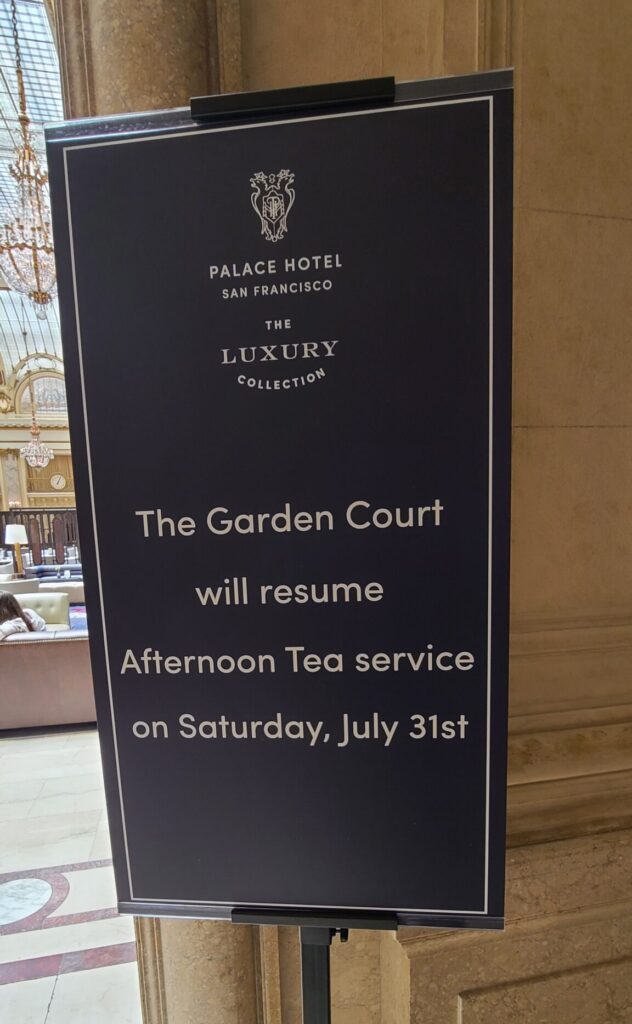 PALACE HOTEL
SAN FRANCISCO
THE
LUXURY
COLLECTION
The Garden Court
will resume
Afternoon Tea service
on Saturday, July 31st